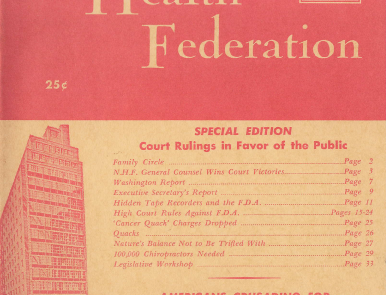 Health
Federation
25¢
SPECIAL EDITION
Court Rulings in Favor of the Public
Family Circle Page 2
N.H.F. General Counsel Wins Court Victories Page 3
Washington Report Page 7
Executive Secretary's Report Page 9
Hidden Tape Recorders and the F.D.A. Page 11
High Court Rules Against F.D.A. Pages 15-24
'Cancer Quack' Charges Dropped Page 25
Quacks Page 26
Nature's Balance Not to Be Trifled With Page 27
100,000 Chiropractors Needed Page 29
Legislative Workshop Page 33
AMERICANS CRUSADING FOR